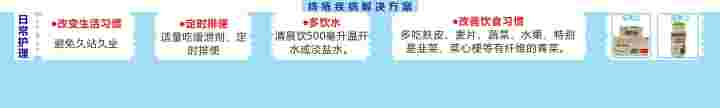 痔疮疾病解决方案
日常护理
●改变生活习惯
避免久站久坐
●定时排便
适量吃缓泄剂、定
时排便
●多饮水
清晨饮500毫升温开
水或淡盐水。
●改善饮食习惯
多吃麸皮、麦片、蔬菜、水果，特别
是韭菜、菜心梗等有纤维的青菜。